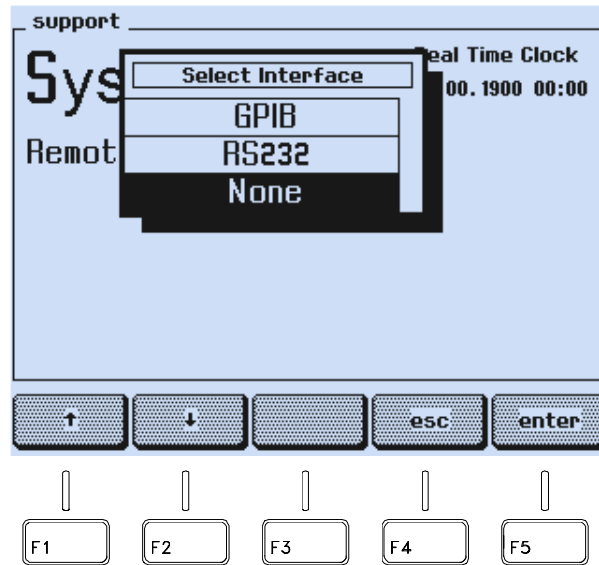 support
Sys
Select Interface
eal Time Clock
00.1900 00:00
GPIB
Remot
RS232
None
↑ ↓ esc enter
F1 F2 F3 F4 F5